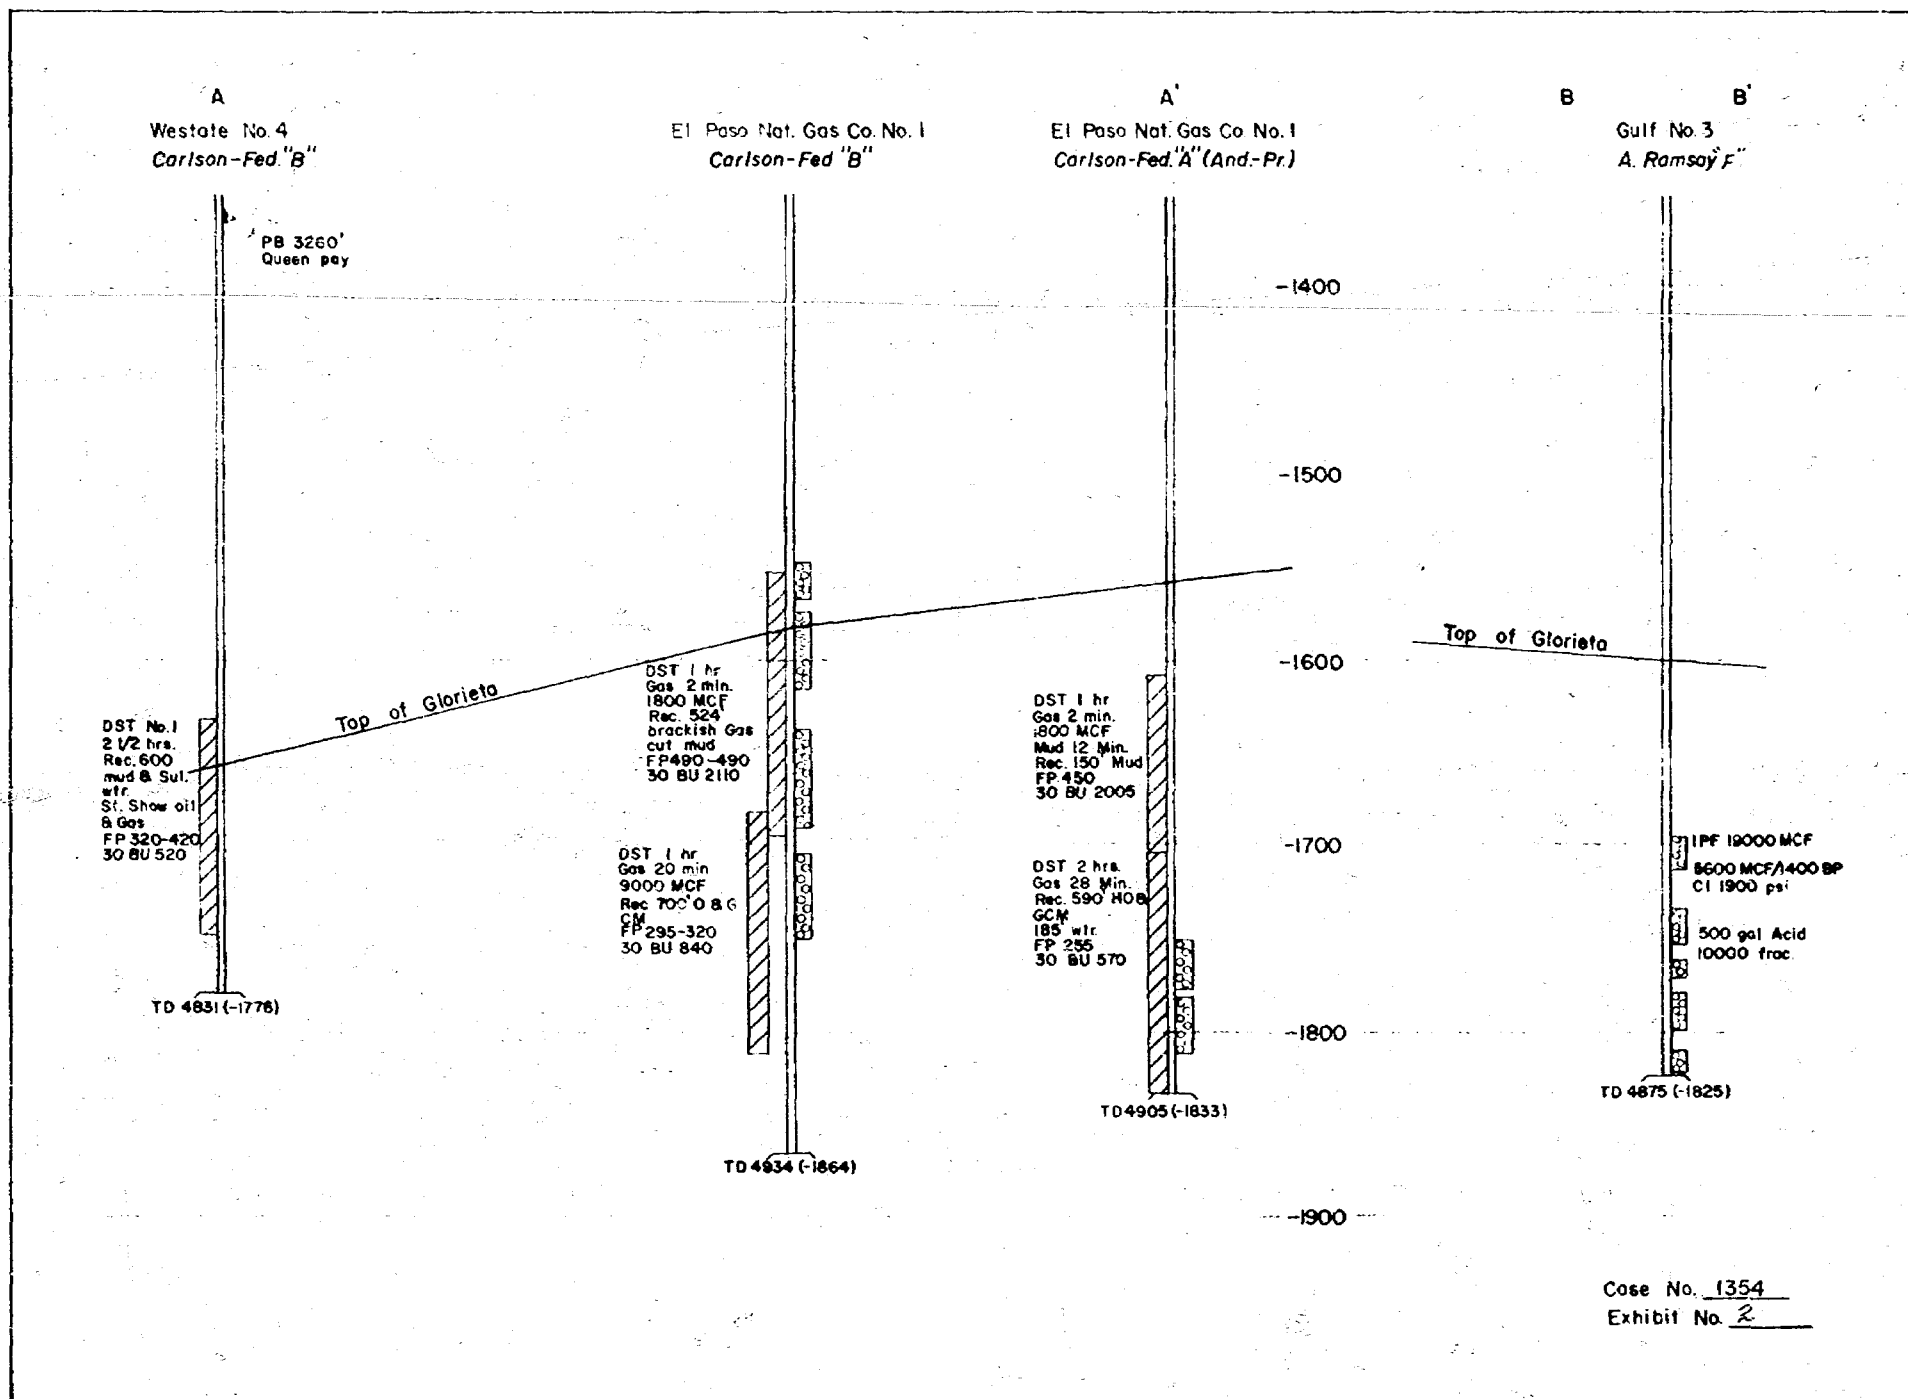 A
Westate No. 4
Carlson-Fed. "B"
PB 3260'
Queen pay
DST No. 1
2 1/2 hrs.
Rec. 600
mud & Sul.
wtr.
St. Show oil
& Gas
FP 320-420
30 BU 520
TD 4831 (-1776)
Top of Glorieta
El Paso Nat. Gas Co. No. 1
Carlson-Fed "B"
DST 1 hr
Gas 2 min.
1800 MCF
Rec. 524'
brackish Gas
cut mud
FP 490-490
30 BU 2110
DST 1 hr
Gas 20 min
9000 MCF
Rec 700' O & G
CM
FP 295-320
30 BU 840
TD 4934 (-1864)
A'
El Paso Nat. Gas Co No. 1
Carlson-Fed. "A" (And.-Pr.)
DST 1 hr
Gas 2 min.
1800 MCF
Mud 12 Min.
Rec. 150' Mud
FP 450
30 BU 2005
DST 2 hrs.
Gas 28 Min.
Rec. 590' HO&
GCM
185' wtr.
FP 255
30 BU 570
TD 4905 (-1833)
-1400
-1500
-1600
-1700
-1800
-1900
B B'
Gulf No. 3
A. Ramsay "F"
Top of Glorieta
IPF 19000 MCF
MCF/1400 BP
CI 1900 psi
500 gal Acid
10000 frac.
TD 4875 (-1825)
Case No. 1354
Exhibit No. 2